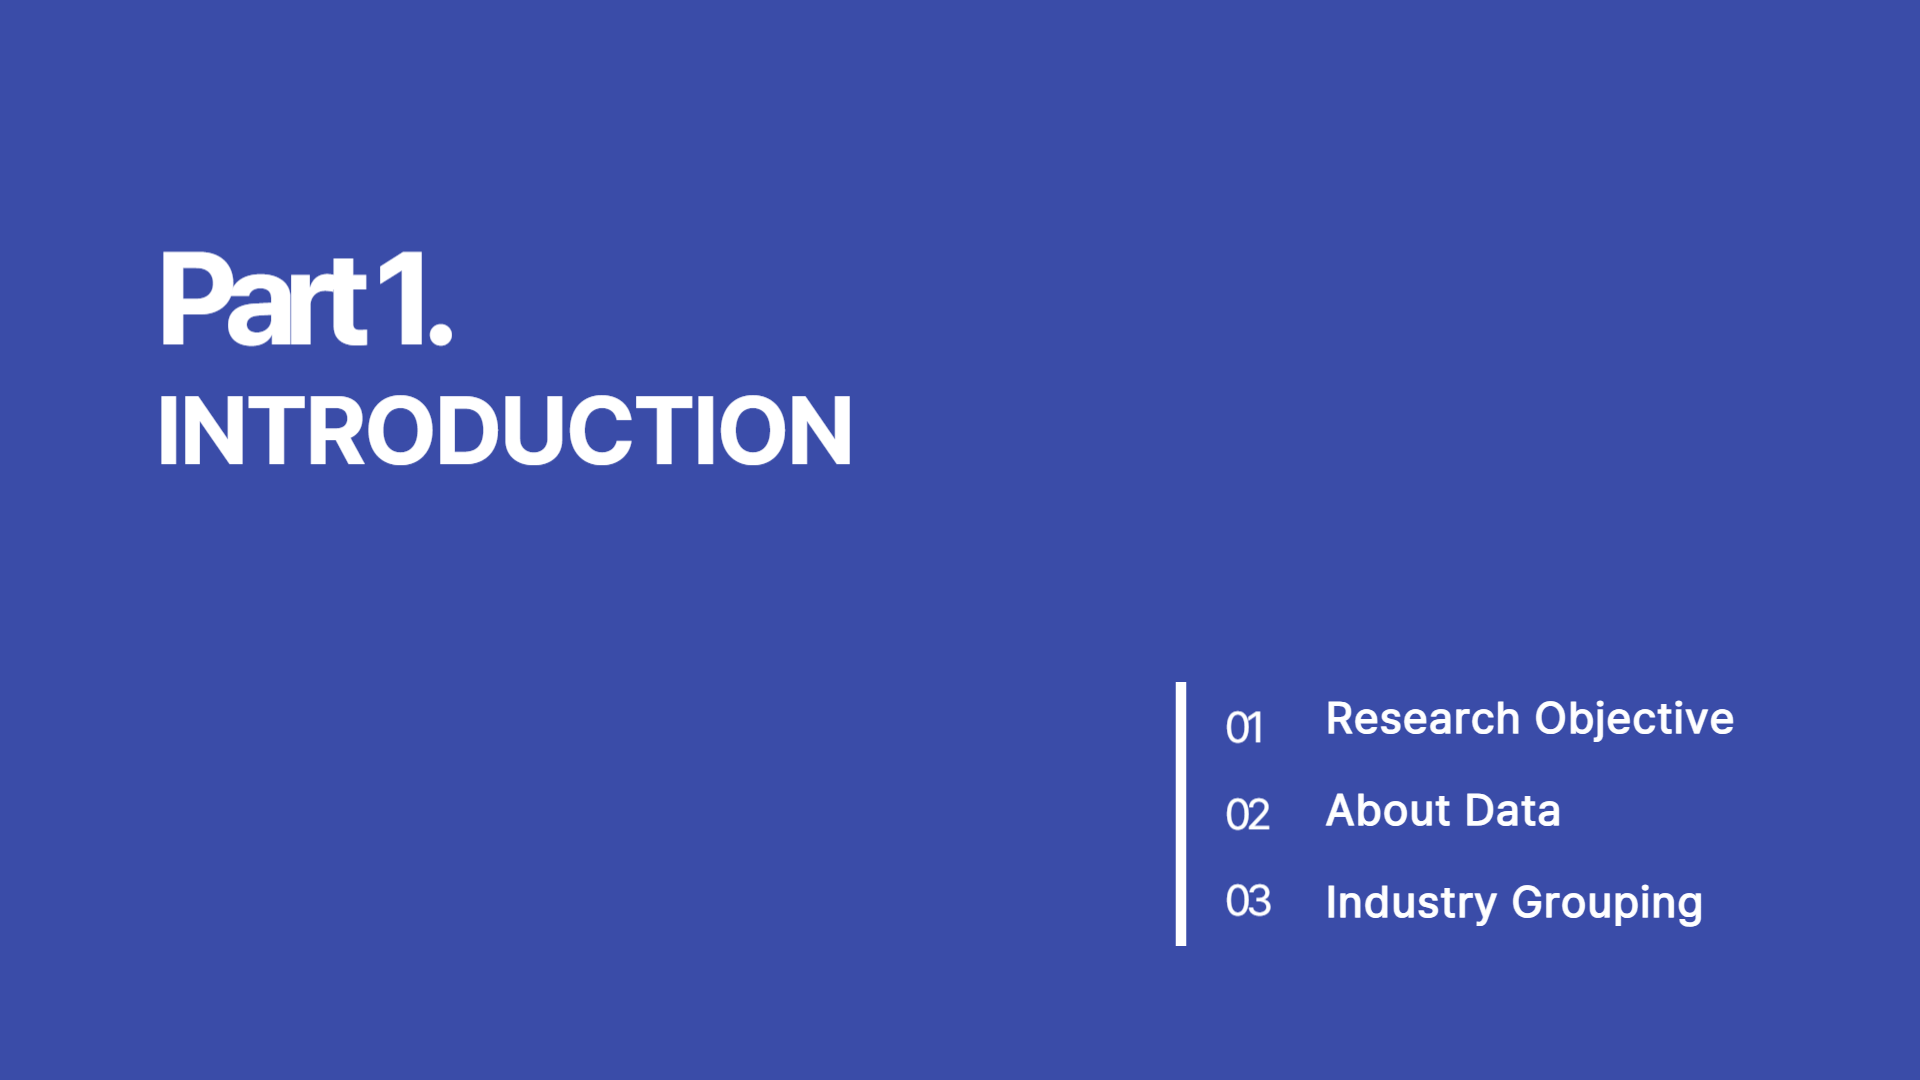 Part 1.
INTRODUCTION
01 Research Objective
02 About Data
03 Industry Grouping